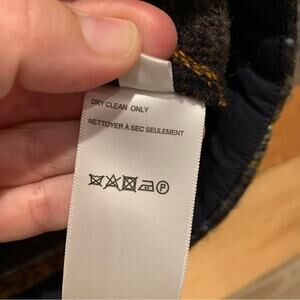 DRY CLEAN ONLY
NETTOYER À SEC SEULEMENT
P